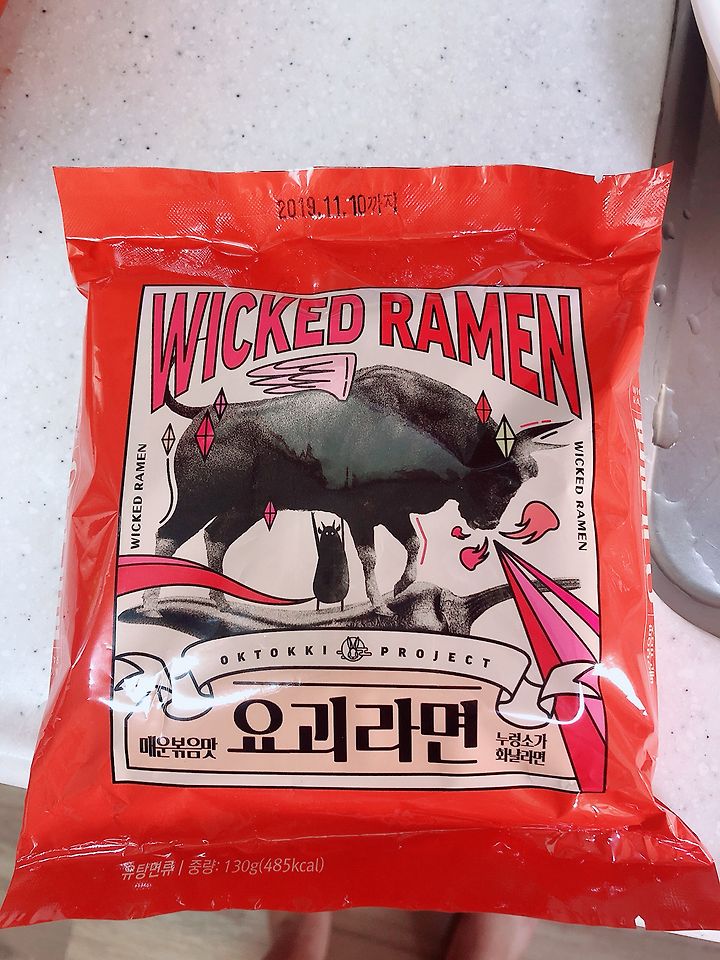 2019.11.10까지
WICKED RAMEN
WICKED RAMEN
WICKED RAMEN
OKTOKKI PROJECT
매운볶음맛
요괴라면
누렁소가
화날라면
유탕면류 | 중량: 130g(485kcal)